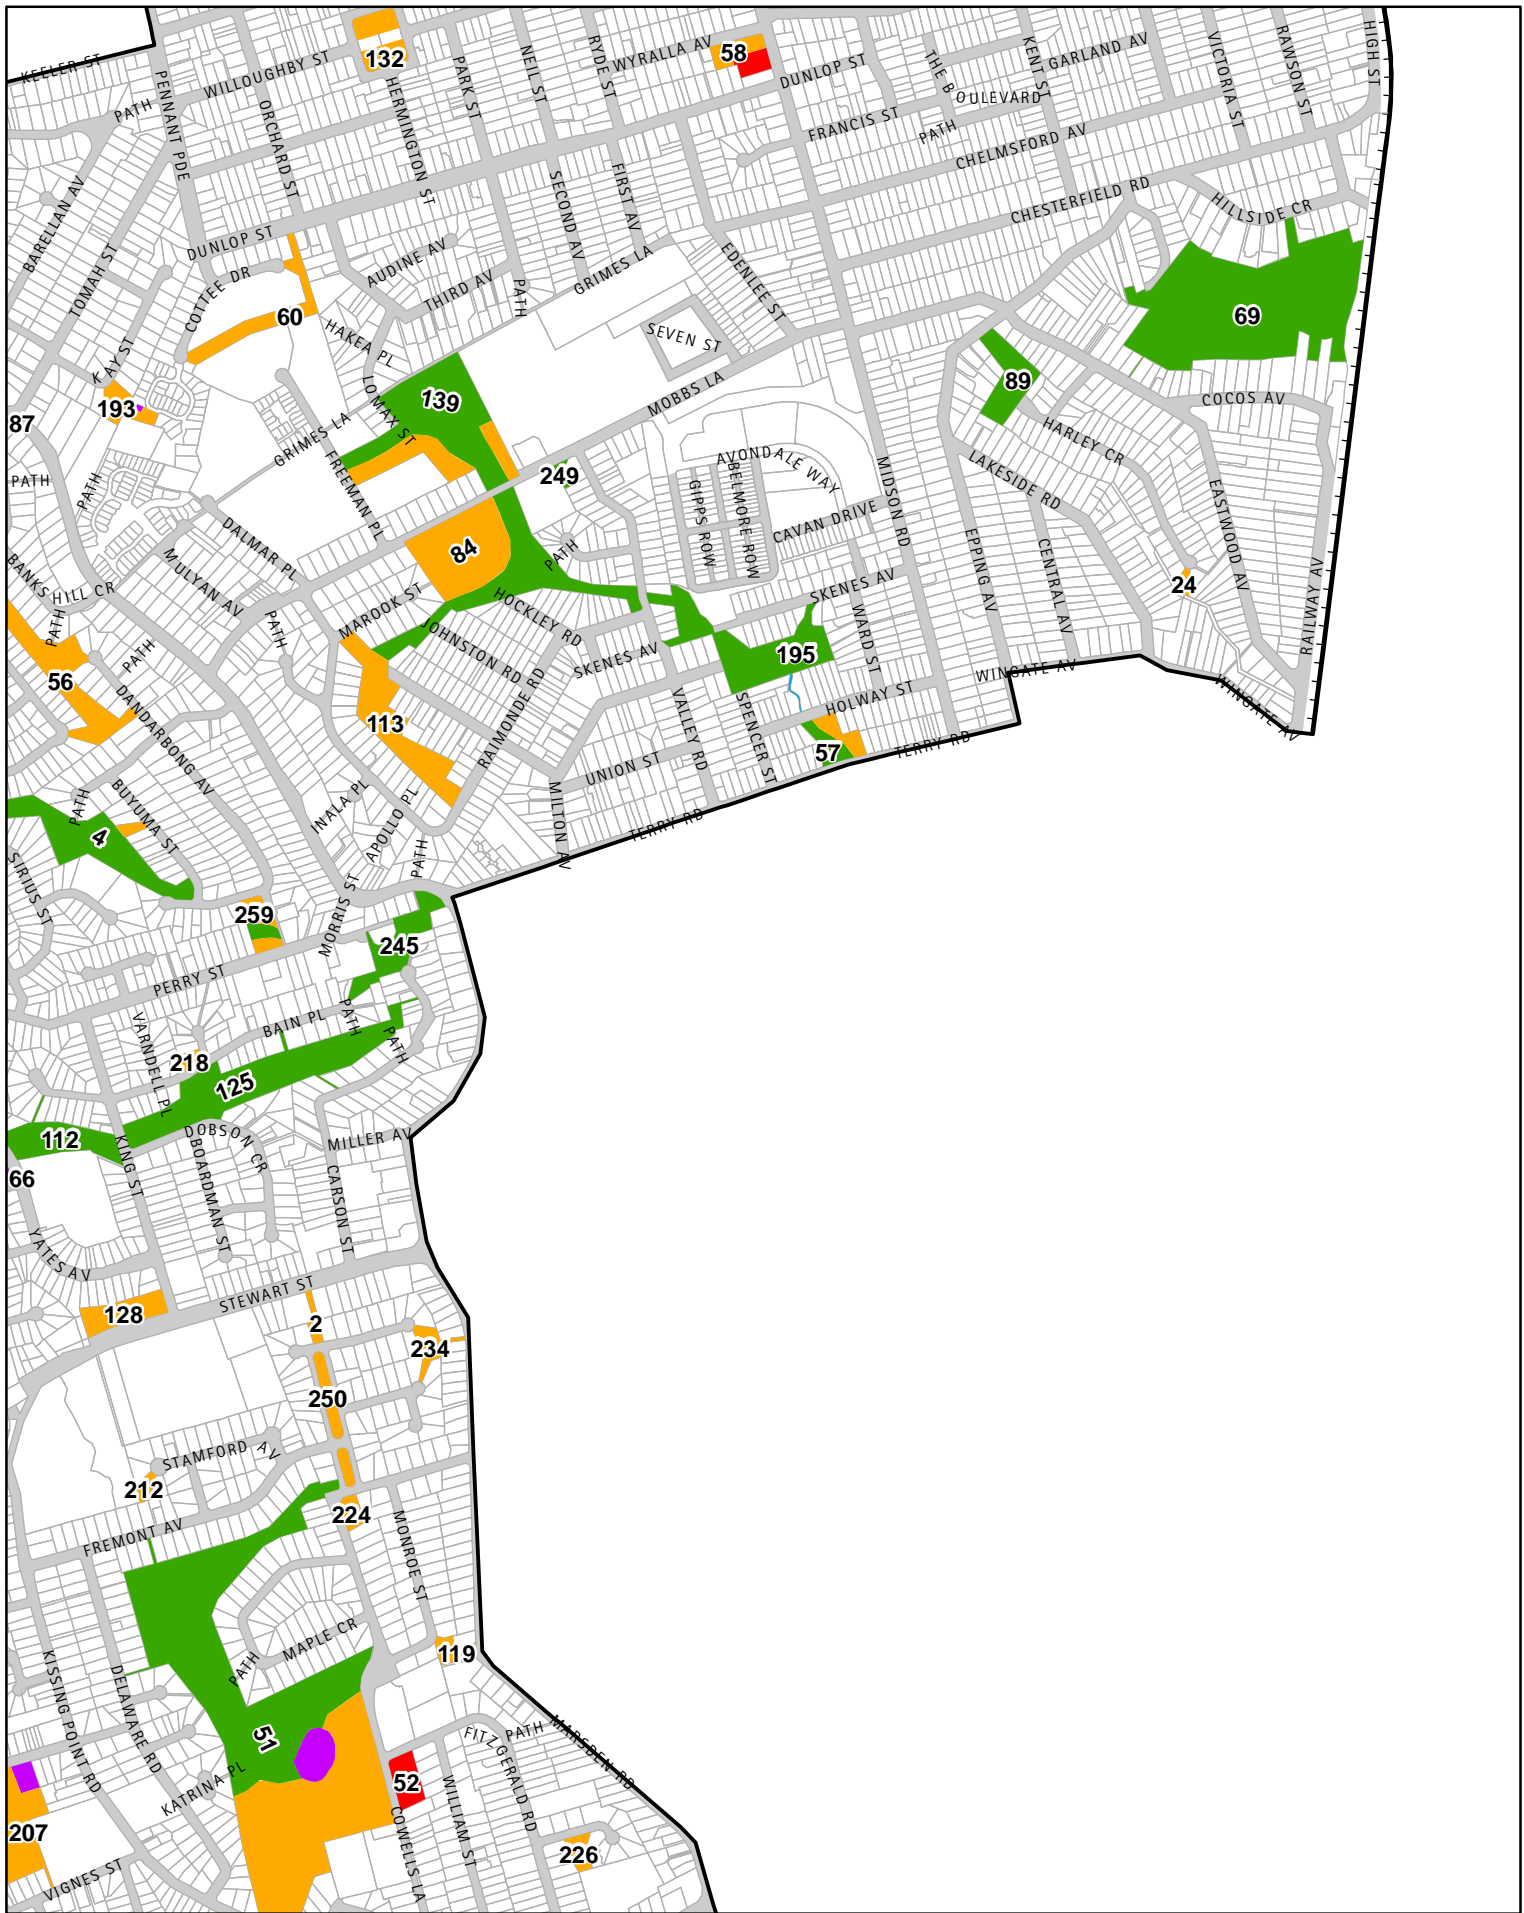 KEELER ST
132
58
HIGH ST
RAWSON ST
VICTORIA ST
GARLAND AV
KENT ST
THE B
OULEVARD
WYRALLA AV
RYDE ST
NEIL ST
PARK ST
HERMINGTON ST
WILLOUGHBY ST
ORCHARD ST
PENNANT PDE
PATH
DUNLOP ST
FRANCIS ST
PATH
CHELMSFORD AV
CHESTERFIELD RD
HILLSIDE CR
FIRST AV
SECOND AV
BARELLAN AV
TOMAH ST
DUNLOP ST
COTTEE DR
AUDINE AV
THIRD AV
PATH
GRIMES LA
EDENLEE ST
60
HAKEA PL
SEVEN ST
69
KAY ST
193
87
139
LOMAX ST
MOBBS LA
89
COCOS AV
HARLEY CR
GRIMES LA
FREEMAN PL
PATH
PATH
249
AVONDALE WAY
GIPPS ROW
BELMORE ROW
CAVAN DRIVE
MIDSON RD
LAKESIDE RD
EASTWOOD AV
DALMAR PL
84
PATH
EPPING AV
CENTRAL AV
24
RAILWAY AV
BANKS HILL CR
MULYAN AV
PATH
MAROOK ST
HOCKLEY RD
JOHNSTON RD
SKENES AV
SKENES AV
WARD ST
195
WINGATE AV
WINGATE AV
PATH
PATH
56
DANDARBONG AV
113
RAIMONDE RD
VALLEY RD
SPENCER ST
HOLWAY ST
57
TERRY RD
UNION ST
MILTON AV
TERRY RD
PATH
BUYUMA ST
INALA PL
APOLLO PL
PATH
4
SIRIUS ST
259
MORRIS ST
245
PERRY ST
VARNDELL PL
BAIN PL
PATH
PATH
218
125
112
KING ST
DOBSON CR
BOARDMAN ST
MILLER AV
CARSON ST
66
YATES AV
STEWART ST
128
2
234
250
STAMFORD AV
212
224
FREMONT AV
MONROE ST
MAPLE CR
PATH
119
KISSING POINT RD
DELAWARE RD
51
KATRINA PL
52
FITZGERALD RD
PATH
MARSDEN RD
WILLIAM ST
COWELLS LA
207
VIGNES ST
226